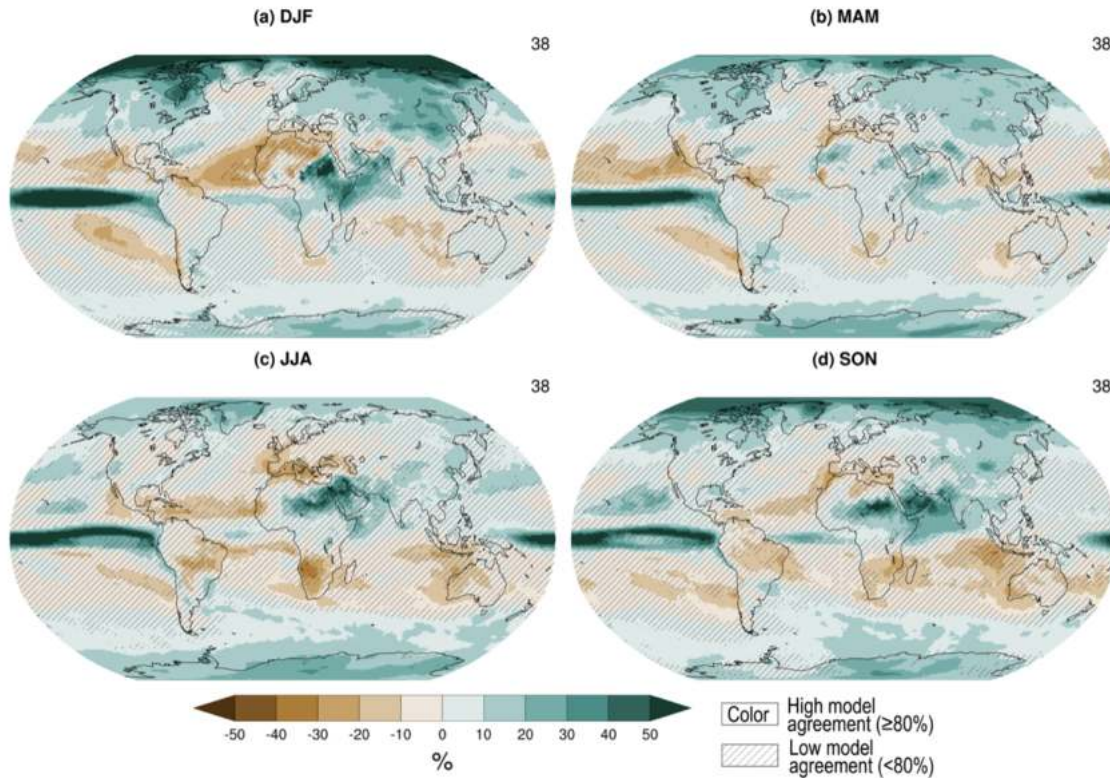 (a) DJF
38
(b) MAM
38
(c) JJA
38
(d) SON
38
-50 -40 -30 -20 -10 0 10 20 30 40 50
%
Color
High model
agreement (≥80%)
Low model
agreement (<80%)